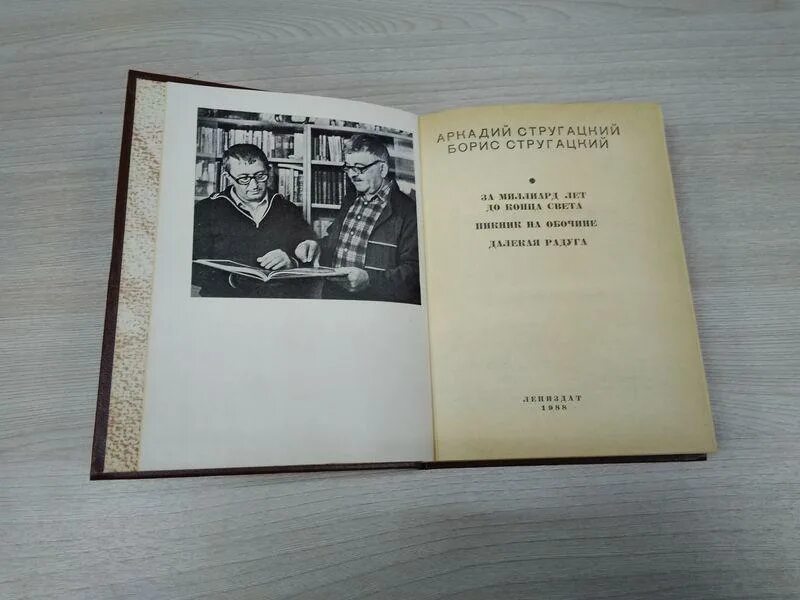 АРКАДИЙ СТРУГАЦКИЙ
БОРИС СТРУГАЦКИЙ
ЗА МИЛЛИАРД ЛЕТ
ДО КОНЦА СВЕТА
ПИКНИК НА ОБОЧИНЕ
ДАЛЕКАЯ РАДУГА
ЛЕНИЗДАТ
1988